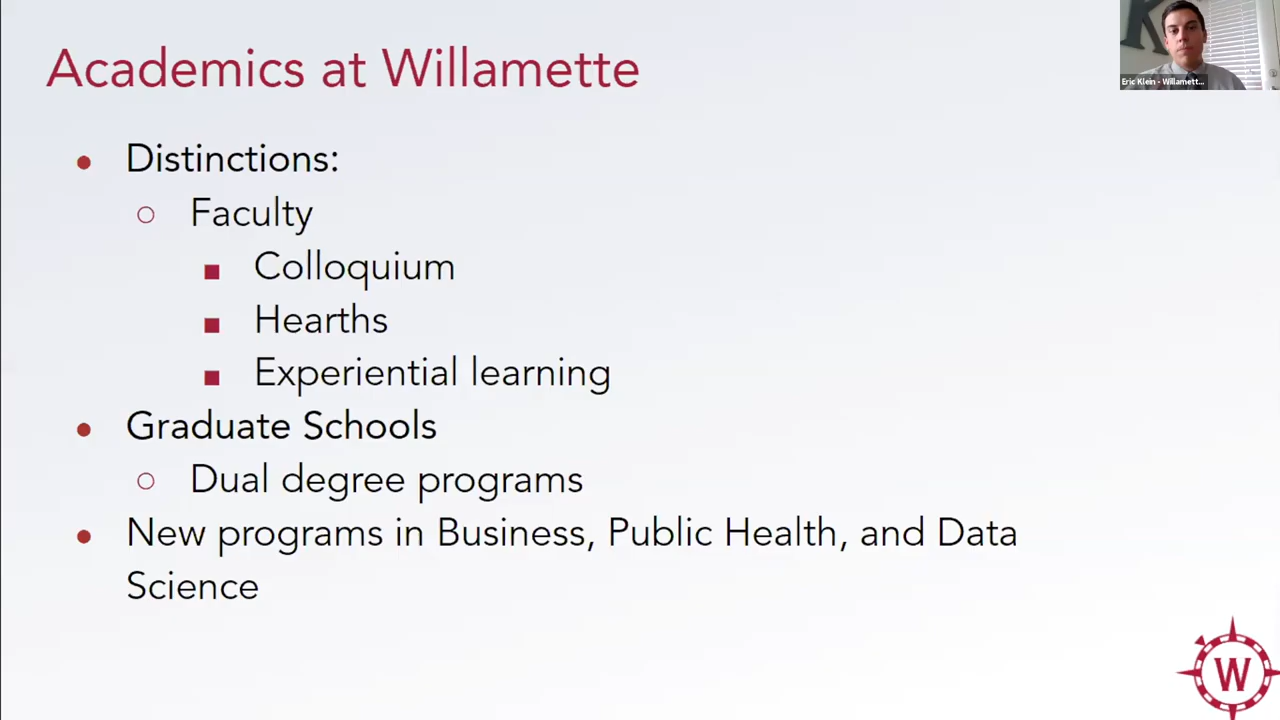 Academics at Willamette
Eric Klein - Willamett...
Distinctions:
Faculty
Colloquium
Hearths
Experiential learning
Graduate Schools
Dual degree programs
New programs in Business, Public Health, and Data
Science
W